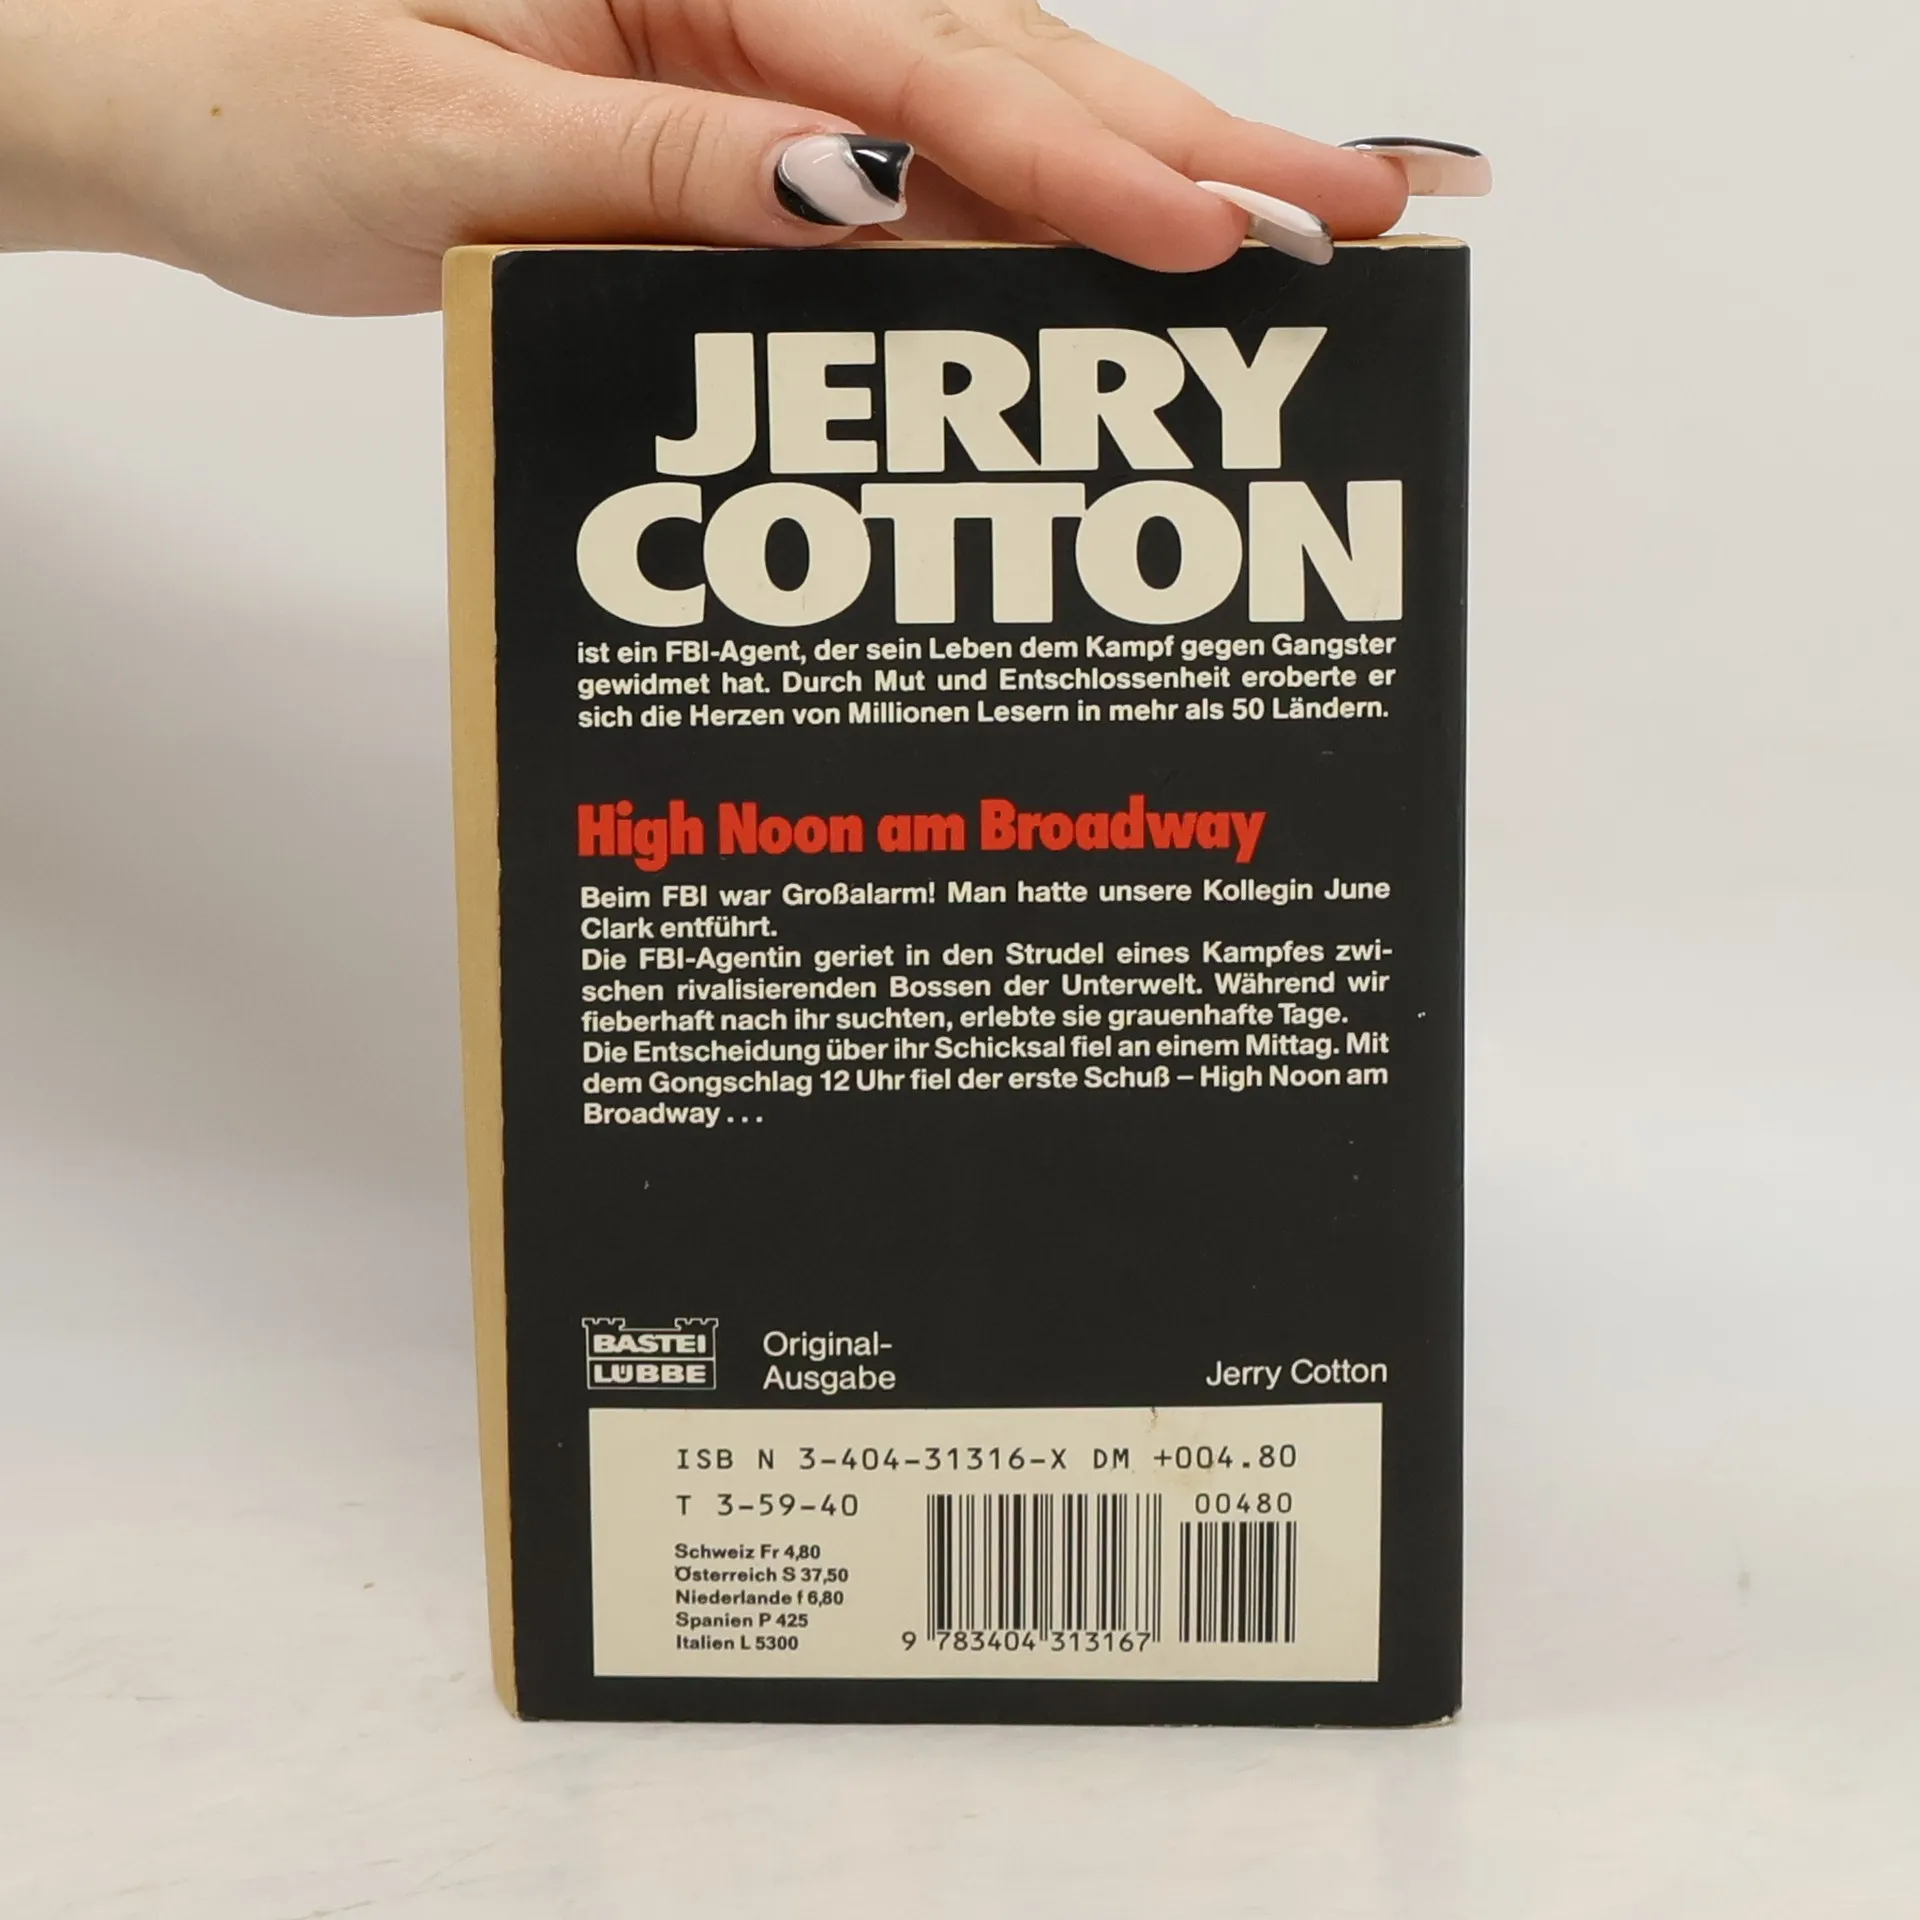 JERRY
COTTON
ist ein FBI-Agent, der sein Leben dem Kampf gegen Gangster
gewidmet hat. Durch Mut und Entschlossenheit eroberte er
sich die Herzen von Millionen Lesern in mehr als 50 Ländern.
High Noon am Broadway
Beim FBI war Großalarm! Man hatte unsere Kollegin June
Clark entführt.
Die FBI-Agentin geriet in den Strudel eines Kampfes zwi-
schen rivalisierenden Bossen der Unterwelt. Während wir
fieberhaft nach ihr suchten, erlebte sie grauenhafte Tage.
Die Entscheidung über ihr Schicksal fiel an einem Mittag. Mit
dem Gongschlag 12 Uhr fiel der erste Schuß – High Noon am
Broadway . . .
BASTEI
LÜBBE
Original-
Ausgabe
Jerry Cotton
ISB N 3-404-31316-X DM +004.80
T 3-59-40
00480
Schweiz Fr 4,80
Österreich S 37,50
Niederlande f 6,80
Spanien P 425
Italien L 5300
9 783404 313167